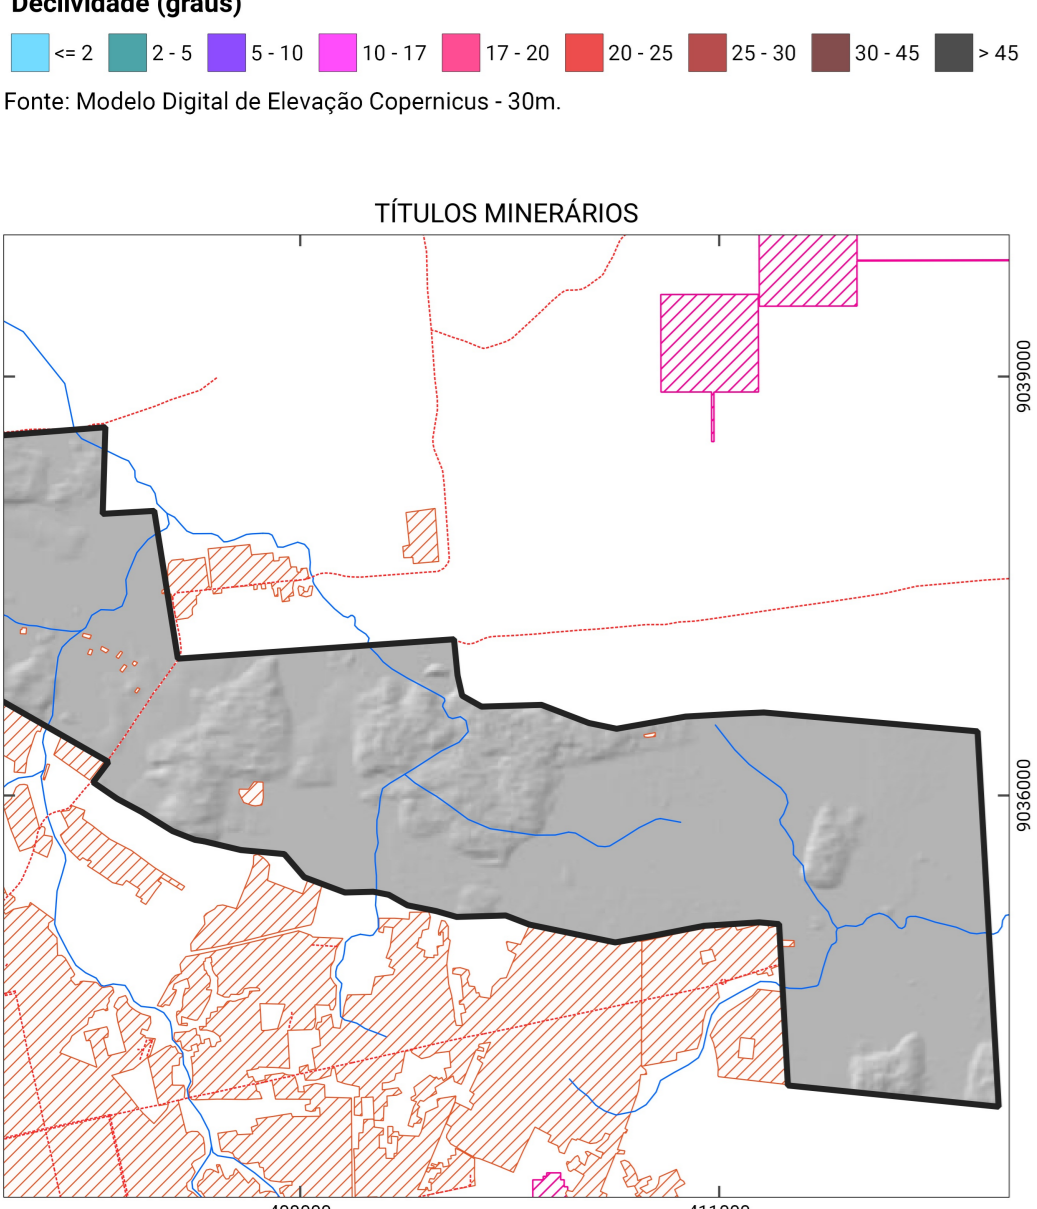 Declividade (graus)
<= 2 2 - 5 5 - 10 10 - 17 17 - 20 20 - 25 25 - 30 30 - 45 > 45
Fonte: Modelo Digital de Elevação Copernicus - 30m.
TÍTULOS MINERÁRIOS
9039000
9036000